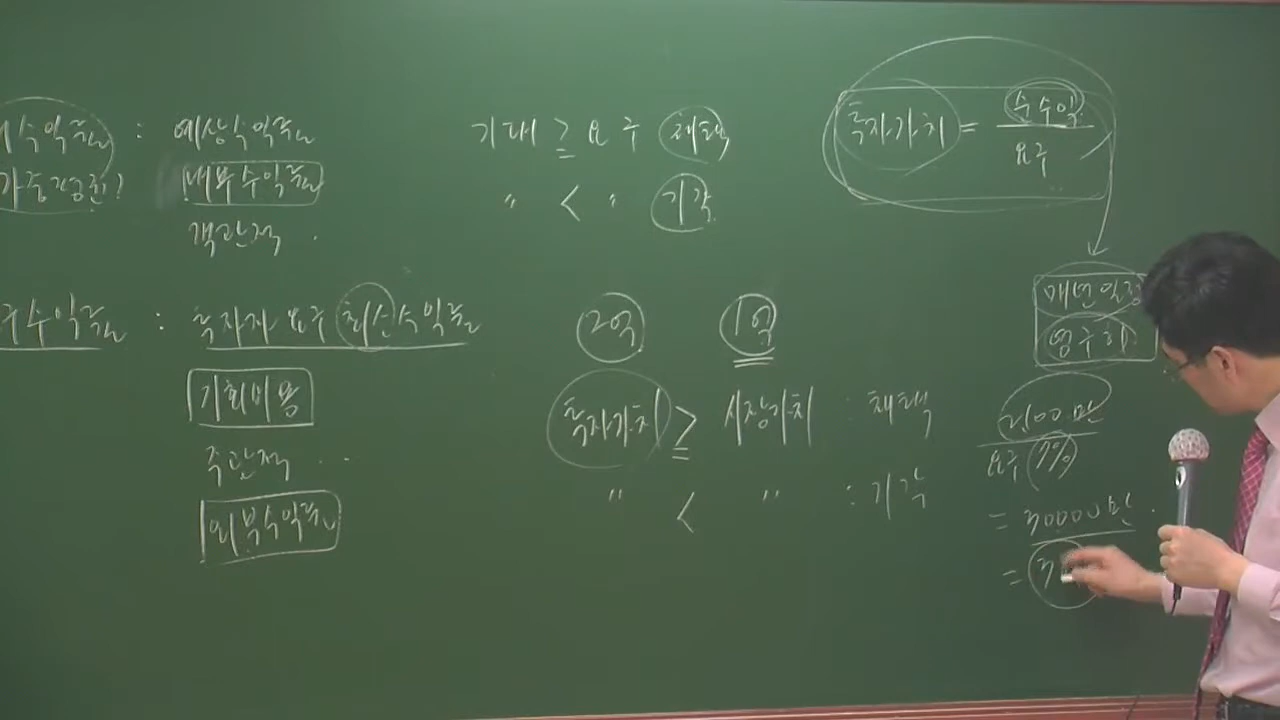 수익률 : 예상수익률
가중평균? 내부수익률
객관적 .
수익률 : 투자자 요구 최소수익률
기회비용
주관적 ...
외부수익률
기대 ≥ 요구 채택
〃 < 〃 기각
2억 1억
투자가치 ≥ 시장가치 : 채택
〃 < 〃 : 기각
투자가치 = 순수익 / 요구
매년일정
영구히
2100만
요구 7%
= 30000만
= 3